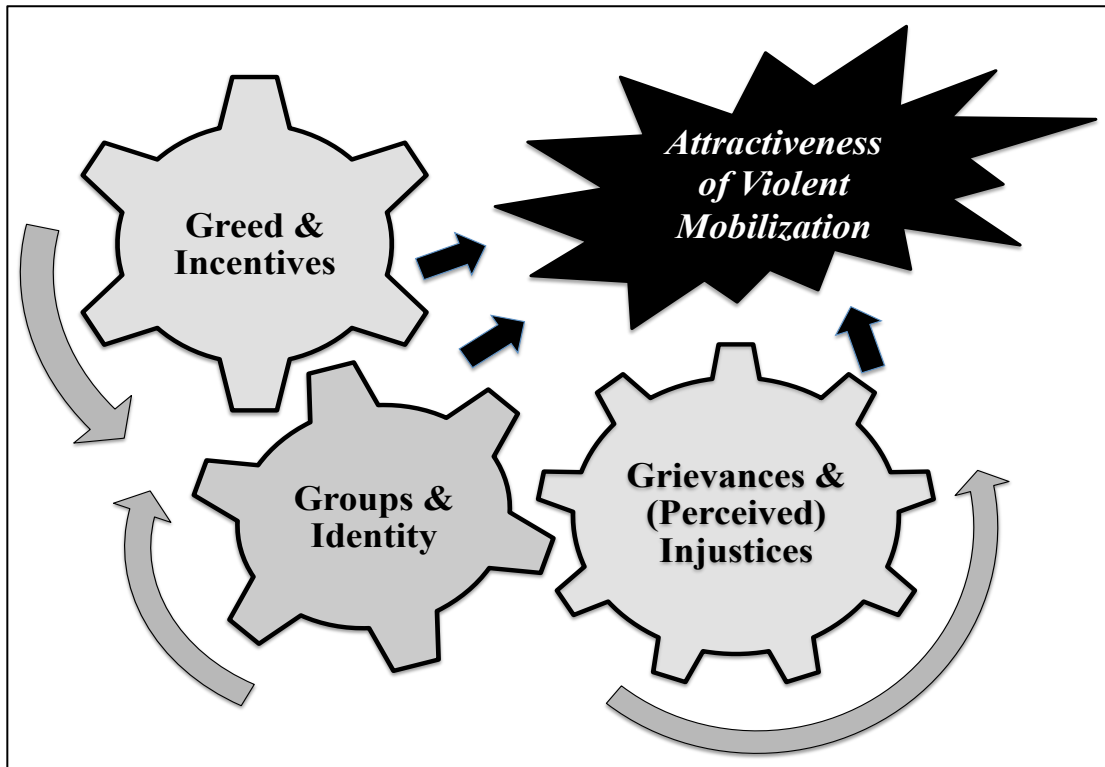 Greed &
Incentives
Attractiveness
of Violent
Mobilization
Groups &
Identity
Grievances &
(Perceived)
Injustices